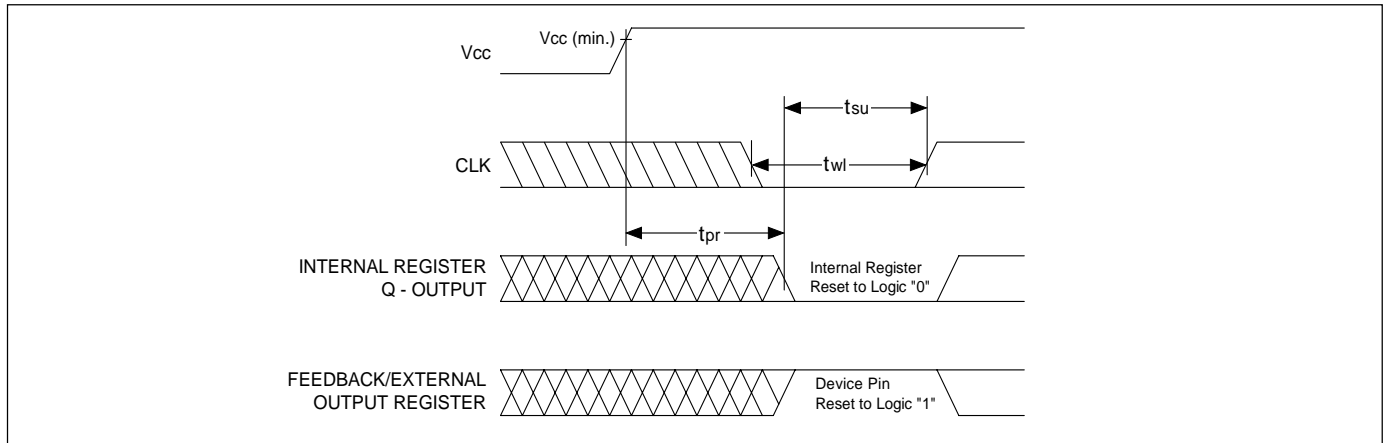 Vcc (min.)
Vcc
tsu
CLK
twl
tpr
INTERNAL REGISTER
Q - OUTPUT
Internal Register
Reset to Logic "0"
FEEDBACK/EXTERNAL
OUTPUT REGISTER
Device Pin
Reset to Logic "1"